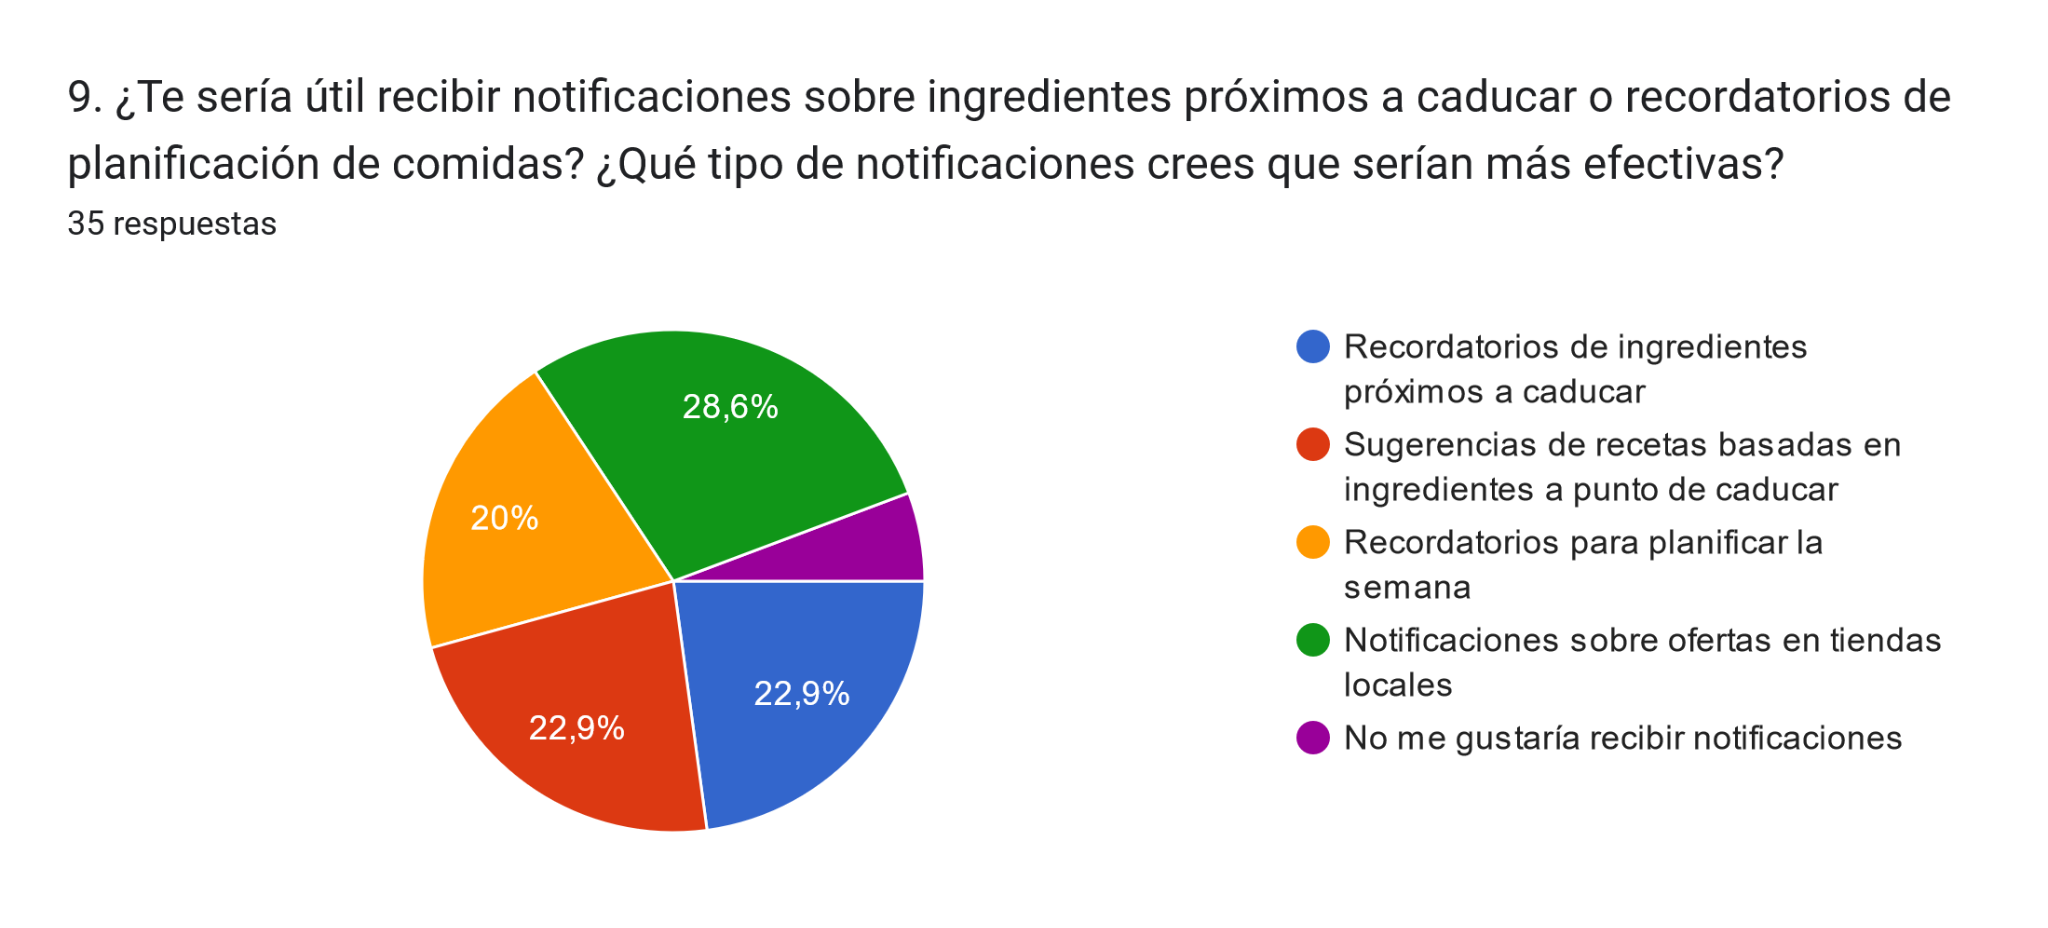 9. ¿Te sería útil recibir notificaciones sobre ingredientes próximos a caducar o recordatorios de
planificación de comidas? ¿Qué tipo de notificaciones crees que serían más efectivas?
35 respuestas
28,6%
20%
22,9%
22,9%
Recordatorios de ingredientes
próximos a caducar
Sugerencias de recetas basadas en
ingredientes a punto de caducar
Recordatorios para planificar la
semana
Notificaciones sobre ofertas en tiendas
locales
No me gustaría recibir notificaciones